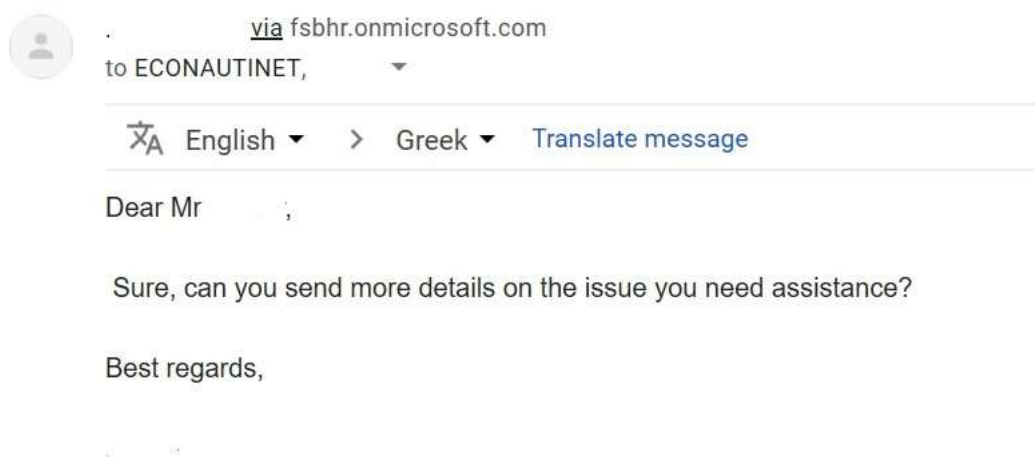 . via fsbhr.onmicrosoft.com
to ECONAUTINET,
English > Greek Translate message
Dear Mr ,
Sure, can you send more details on the issue you need assistance?
Best regards,